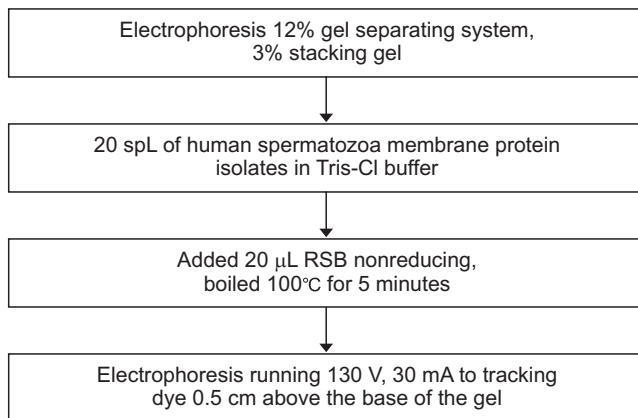 Electrophoresis 12% gel separating system,
3% stacking gel
20 spL of human spermatozoa membrane protein
isolates in Tris-Cl buffer
Added 20 μL RSB nonreducing,
boiled 100℃ for 5 minutes
Electrophoresis running 130 V, 30 mA to tracking
dye 0.5 cm above the base of the gel